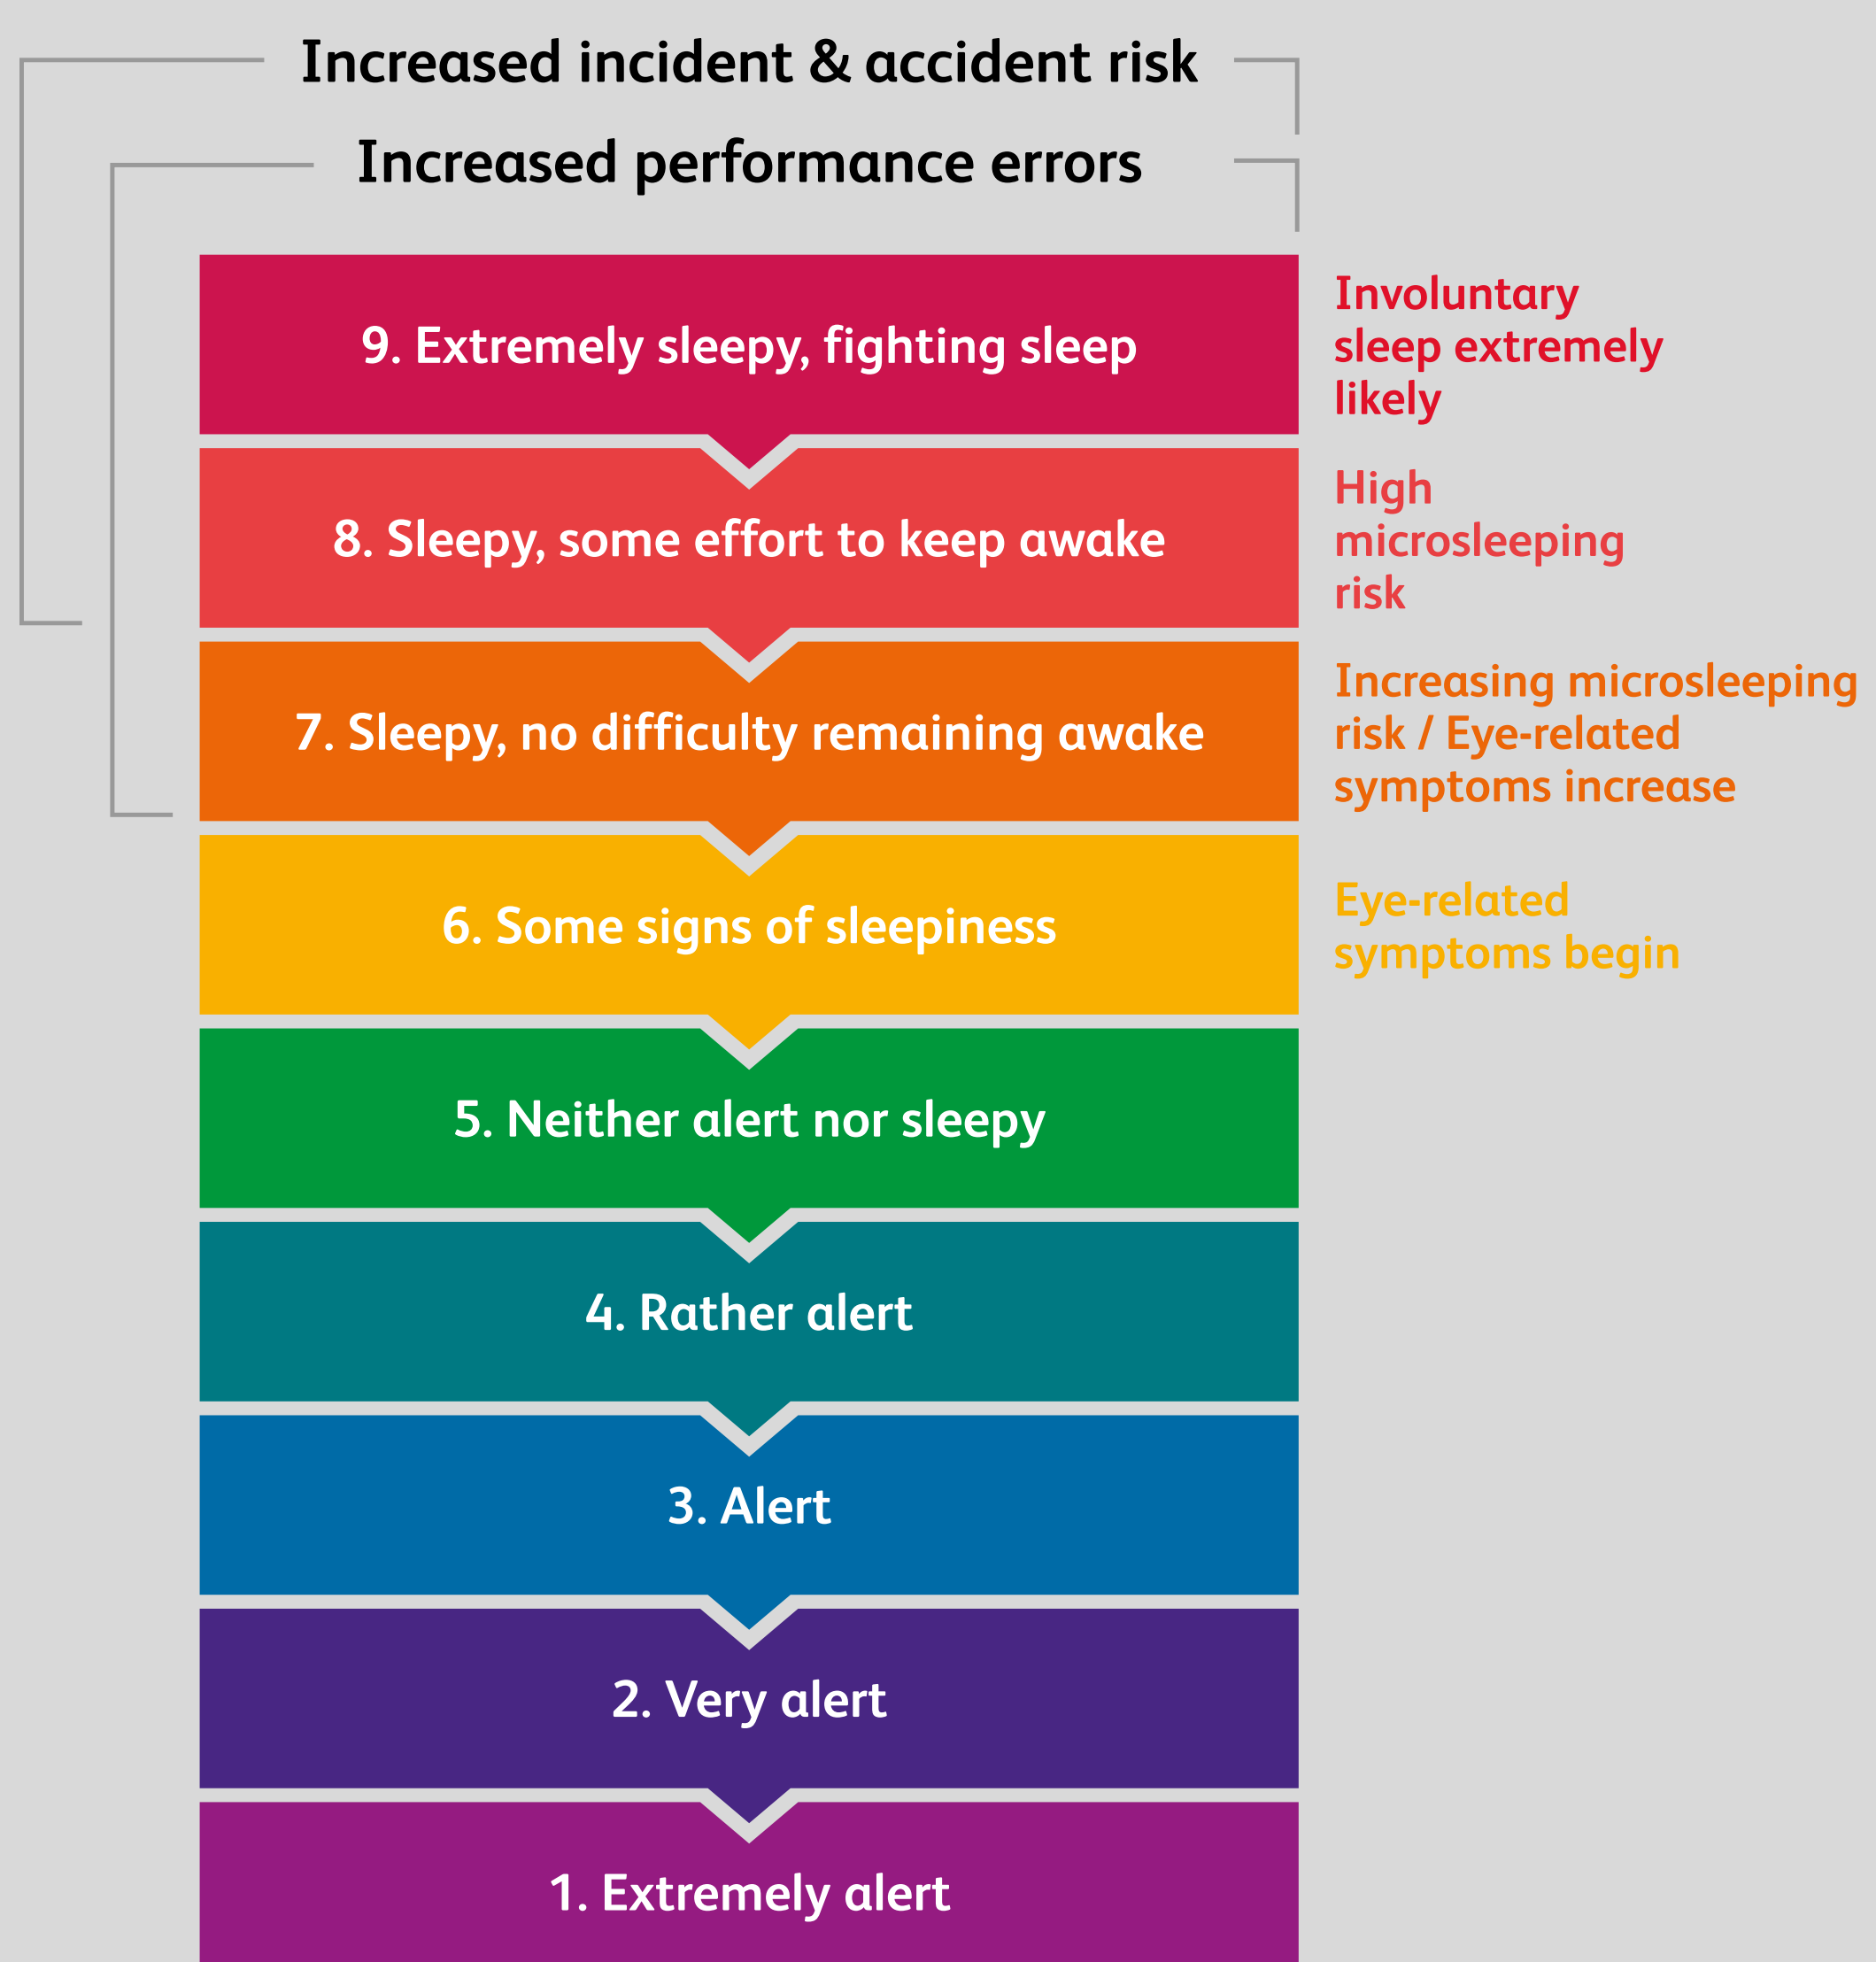 Increased incident & accident risk
Increased performance errors
9. Extremely sleepy, fighting sleep
Involuntary
sleep extremely
likely
8. Sleepy, some effort to keep awake
High
microsleeping
risk
7. Sleepy, no difficulty remaining awake
Increasing microsleeping
risk / Eye-related
symptoms increase
6. Some signs of sleepiness
Eye-related
symptoms begin
5. Neither alert nor sleepy
4. Rather alert
3. Alert
2. Very alert
1. Extremely alert